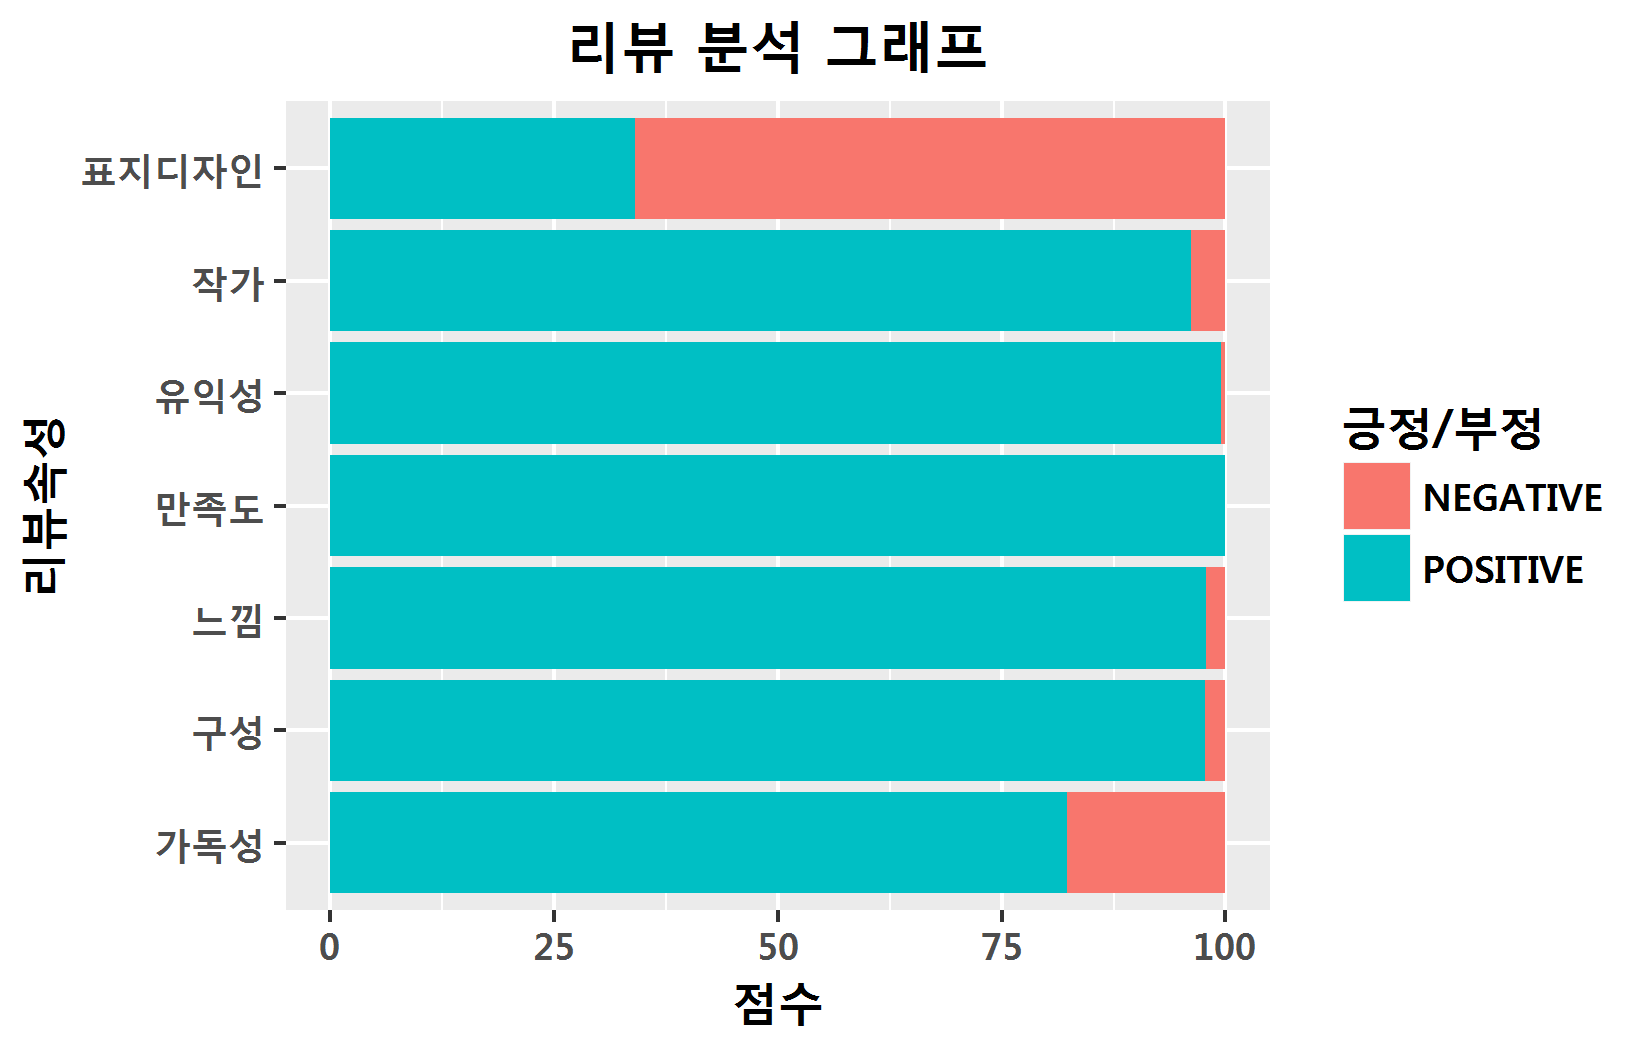 리뷰 분석 그래프
리뷰속성
표지디자인
작가
유익성
만족도
느낌
구성
가독성
0 25 50 75 100
점수
긍정/부정
NEGATIVE
POSITIVE